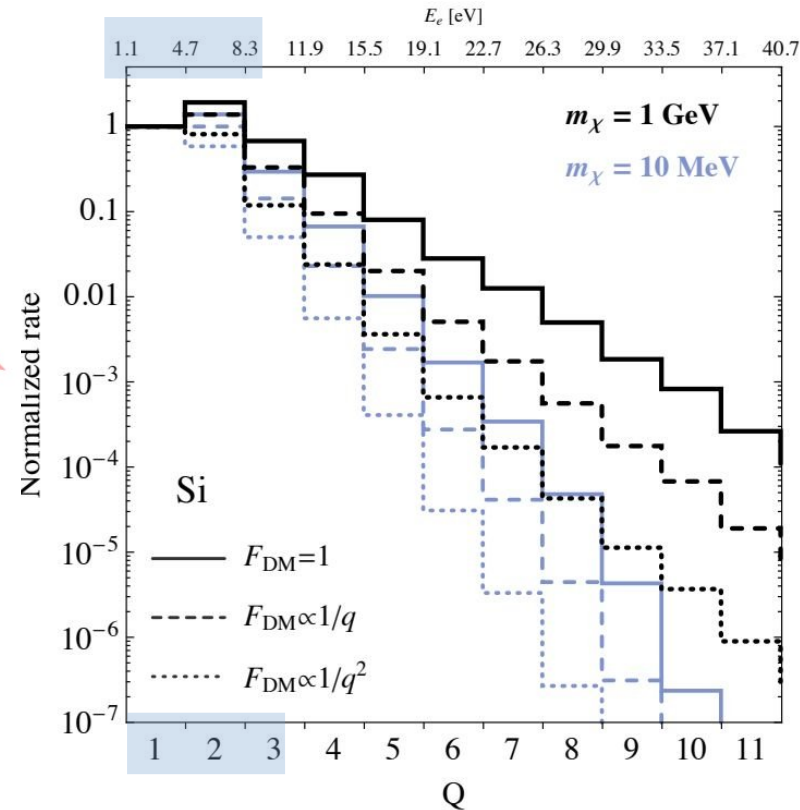 E_e [eV]
1.1 4.7 8.3 11.9 15.5 19.1 22.7 26.3 29.9 33.5 37.1 40.7
m_χ = 1 GeV
m_χ = 10 MeV
1
0.1
0.01
10^-3
10^-4
10^-5
10^-6
10^-7
Normalized rate
Si
F_DM=1
F_DM∝1/q
F_DM∝1/q^2
1 2 3 4 5 6 7 8 9 10 11
Q